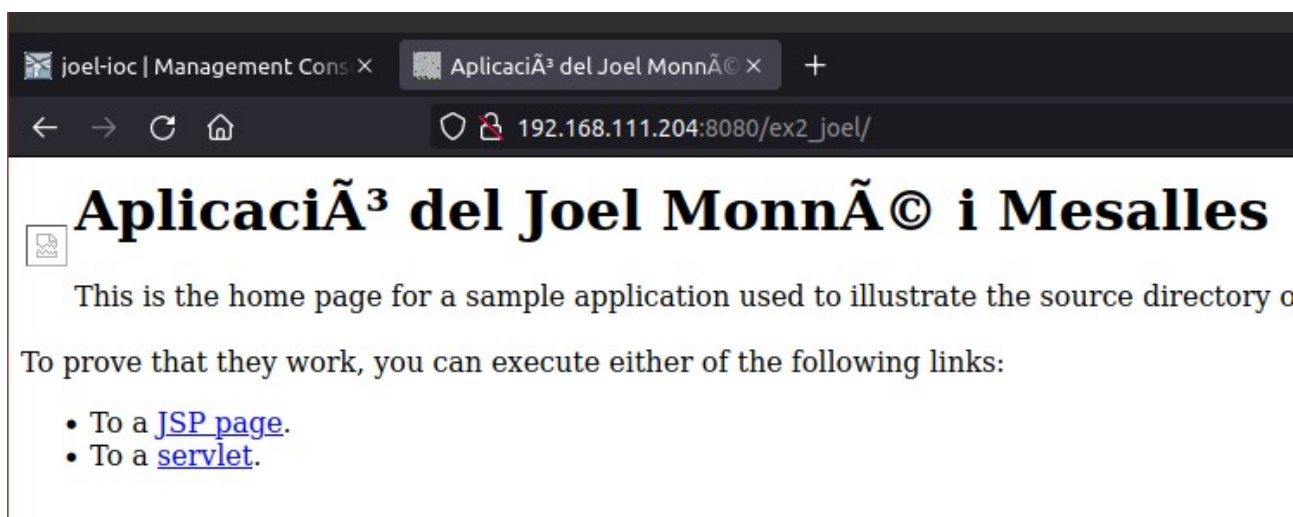 joel-ioc | Management Cons
AplicaciÃ³ del Joel MonnÃ©
192.168.111.204:8080/ex2_joel/
AplicaciÃ³ del Joel MonnÃ© i Mesalles
This is the home page for a sample application used to illustrate the source directory o
To prove that they work, you can execute either of the following links:
• To a JSP page.
• To a servlet.